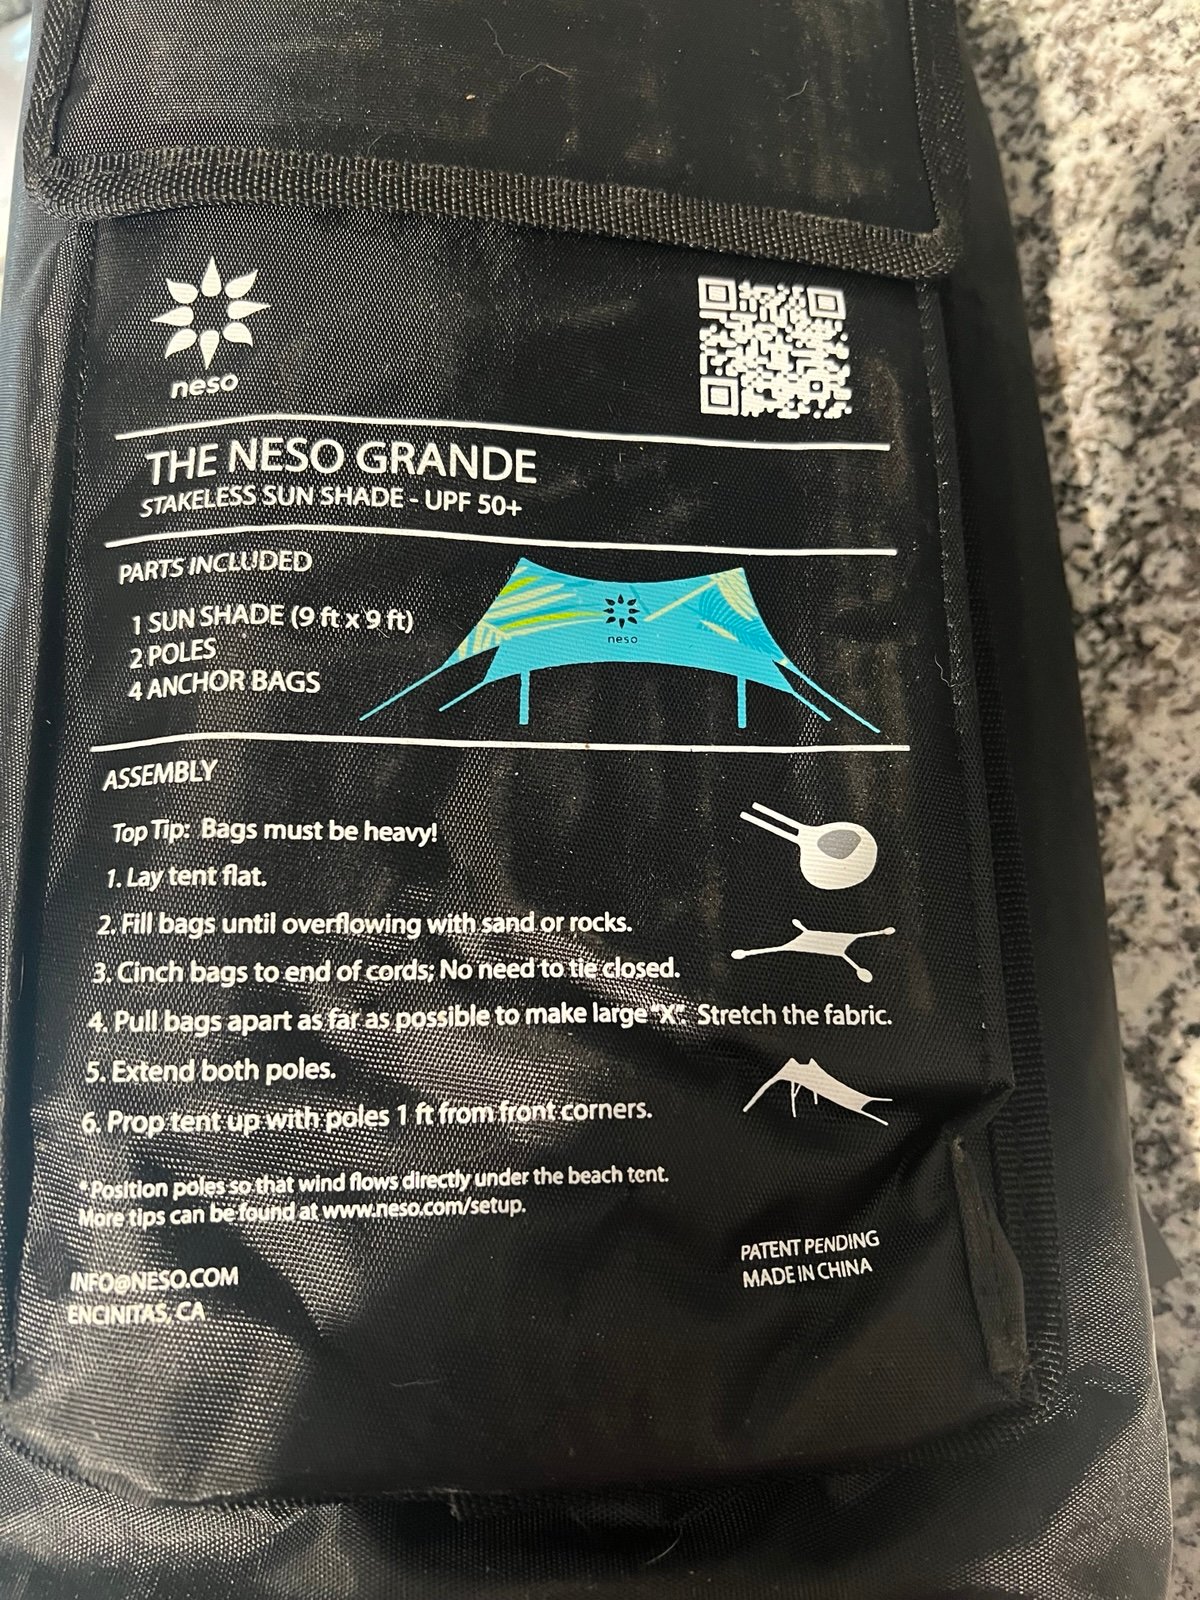 neso
THE NESO GRANDE
STAKELESS SUN SHADE - UPF 50+
PARTS INCLUDED
1 SUN SHADE (9 ft x 9 ft)
2 POLES
4 ANCHOR BAGS
neso
ASSEMBLY
Top Tip: Bags must be heavy!
1. Lay tent flat.
2. Fill bags until overflowing with sand or rocks.
3. Cinch bags to end of cords; No need to tie closed.
4. Pull bags apart as far as possible to make large "X". Stretch the fabric.
5. Extend both poles.
6. Prop tent up with poles 1 ft from front corners.
*Position poles so that wind flows directly under the beach tent.
More tips can be found at www.neso.com/setup.
INFO@NESO.COM
ENCINITAS, CA
PATENT PENDING
MADE IN CHINA